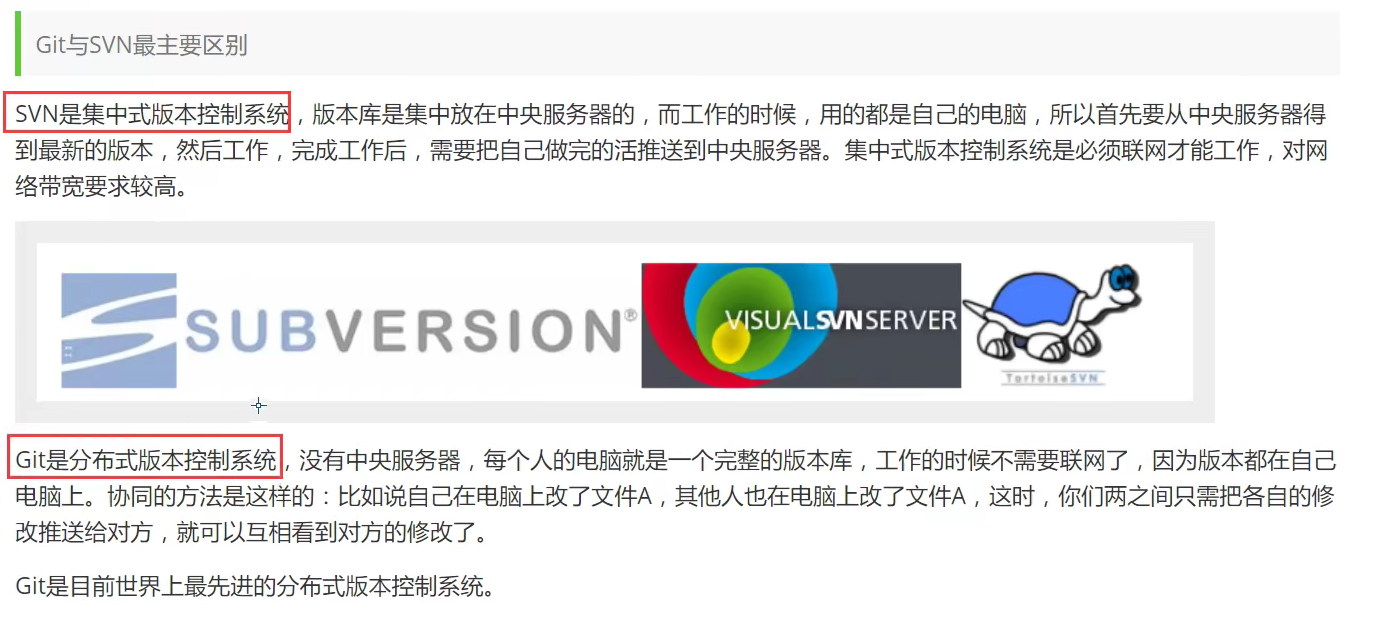 Git与SVN最主要区别
SVN是集中式版本控制系统，版本库是集中放在中央服务器的，而工作的时候，用的都是自己的电脑，所以首先要从中央服务器得
到最新的版本，然后工作，完成工作后，需要把自己做完的活推送到中央服务器。集中式版本控制系统是必须联网才能工作，对网
络带宽要求较高。
SUBVERSION®
VISUALSVNSERVER
TortoiseSVN
Git是分布式版本控制系统，没有中央服务器，每个人的电脑就是一个完整的版本库，工作的时候不需要联网了，因为版本都在自己
电脑上。协同的方法是这样的：比如说自己在电脑上改了文件A，其他人也在电脑上改了文件A，这时，你们两之间只需把各自的修
改推送给对方，就可以互相看到对方的修改了。
Git是目前世界上最先进的分布式版本控制系统。